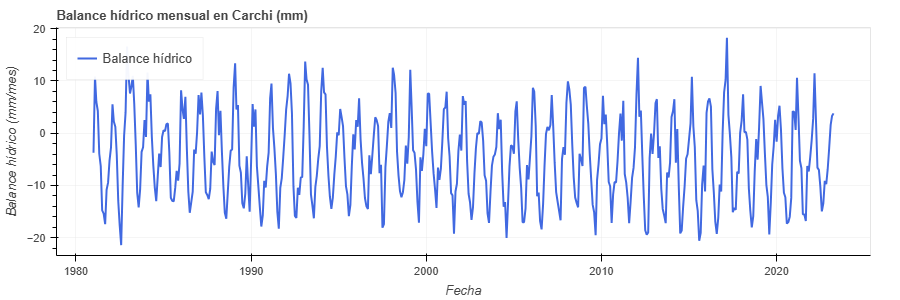 Balance hídrico mensual en Carchi (mm)
Balance hídrico
Balance hídrico (mm/mes)
20
10
0
−10
−20
1980
1990
2000
2010
2020
Fecha